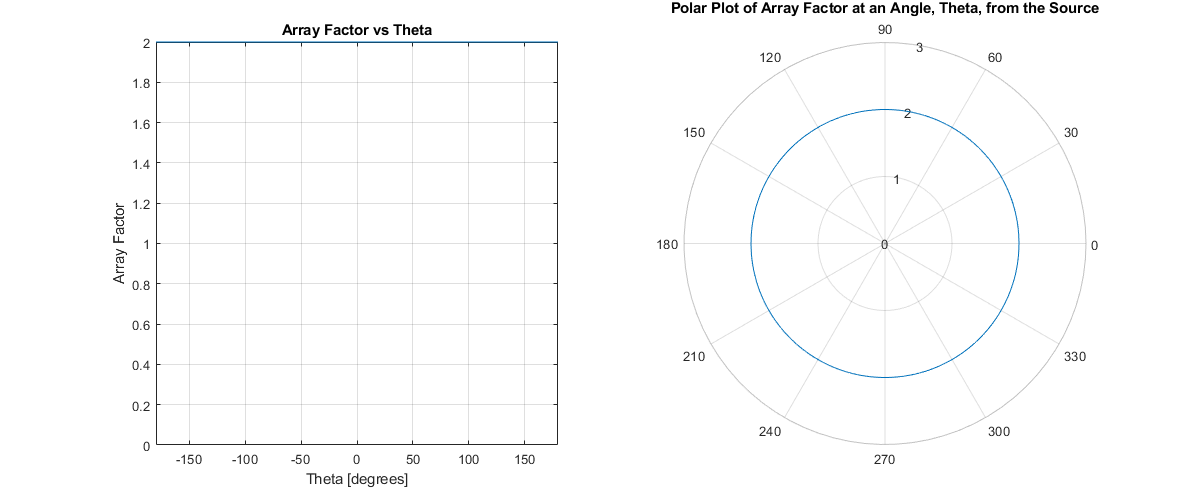 Array Factor vs Theta
2
1.8
1.6
1.4
1.2
1
0.8
0.6
0.4
0.2
0
Array Factor
-150 -100 -50 0 50 100 150
Theta [degrees]
Polar Plot of Array Factor at an Angle, Theta, from the Source
90
120 3 60
150 2 30
1
180 0 0
210 330
240 300
270